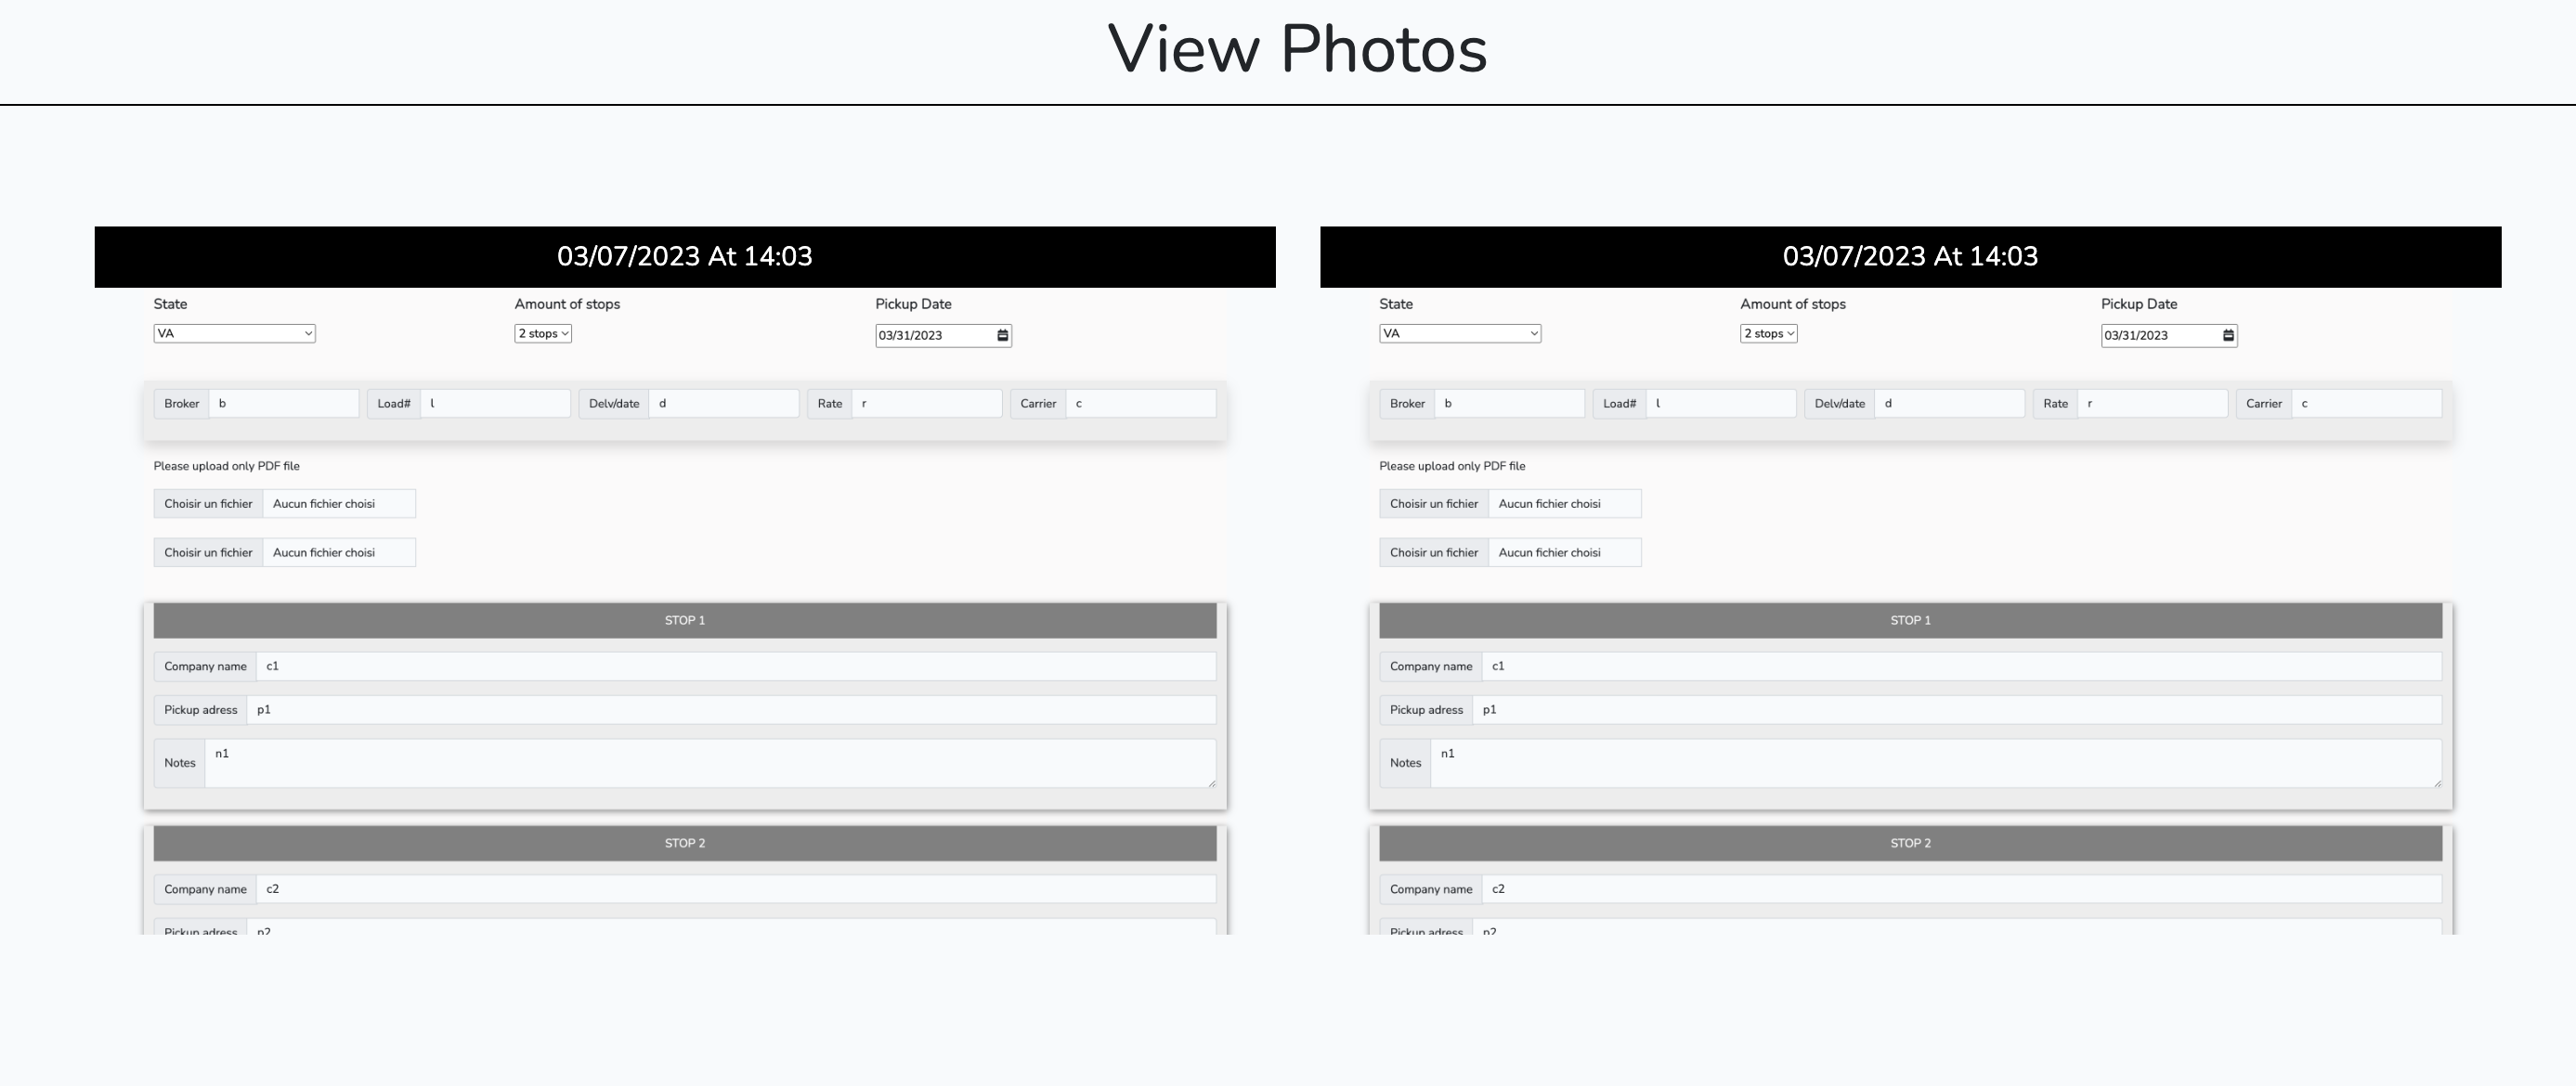 View Photos
03/07/2023 At 14:03
State Amount of stops Pickup Date
VA 2 stops 03/31/2023
Broker b Load# l Delv/date d Rate r Carrier c
Please upload only PDF file
Choisir un fichier Aucun fichier choisi
Choisir un fichier Aucun fichier choisi
STOP 1
Company name c1
Pickup adress p1
Notes n1
STOP 2
Company name c2
Pickup adress p2
03/07/2023 At 14:03
State Amount of stops Pickup Date
VA 2 stops 03/31/2023
Broker b Load# l Delv/date d Rate r Carrier c
Please upload only PDF file
Choisir un fichier Aucun fichier choisi
Choisir un fichier Aucun fichier choisi
STOP 1
Company name c1
Pickup adress p1
Notes n1
STOP 2
Company name c2
Pickup adress p2